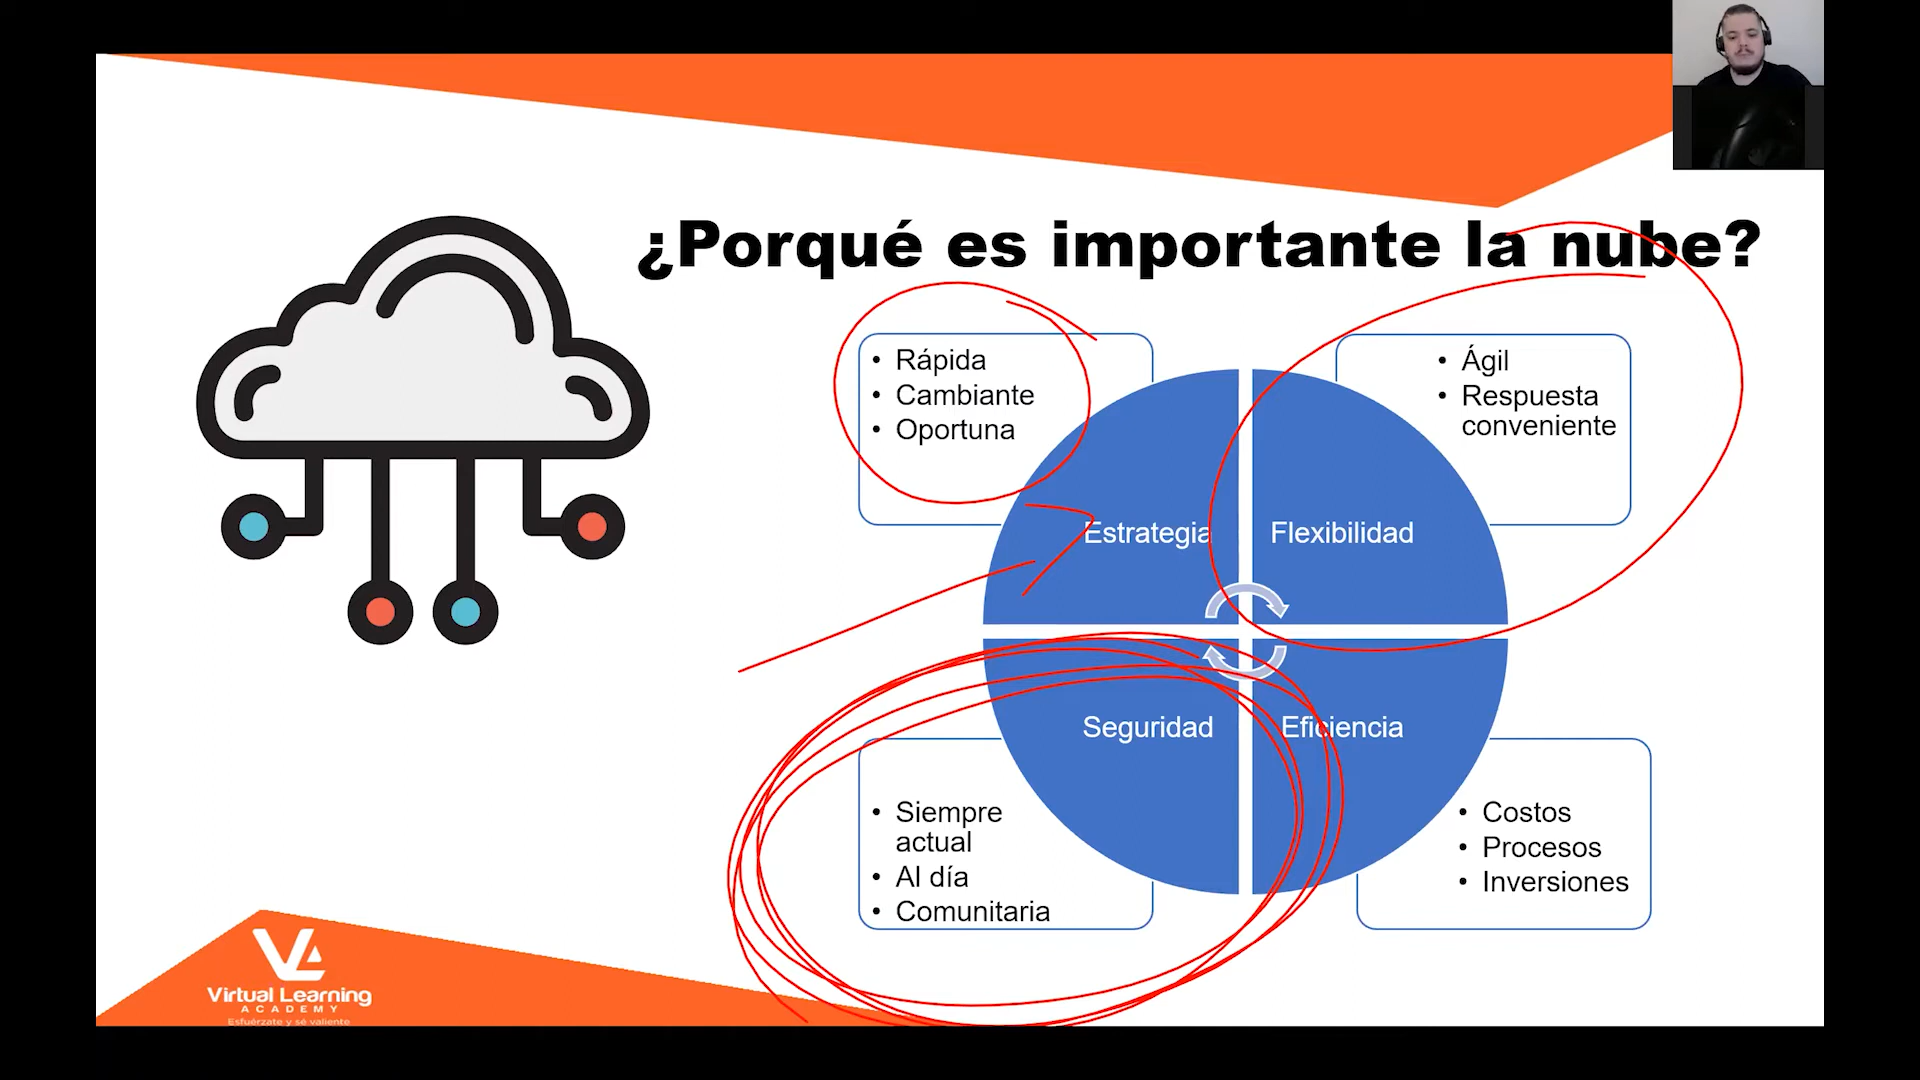 ¿Porqué es importante la nube?
• Rápida
• Cambiante
• Oportuna
• Ágil
• Respuesta
conveniente
Estrategia
Flexibilidad
Seguridad
Eficiencia
• Siempre
actual
• Al día
• Comunitaria
• Costos
• Procesos
• Inversiones
Virtual Learning
ACADEMY
Esfuérzate y sé valiente